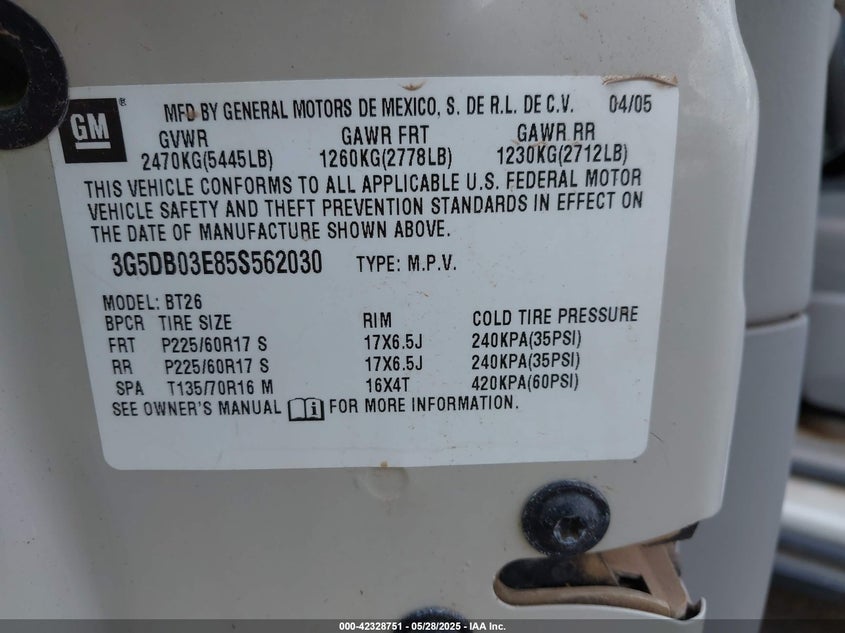 GM ®
MFD BY GENERAL MOTORS DE MEXICO, S. DE R.L. DE C.V. 04/05
GVWR GAWR FRT GAWR RR
2470KG(5445LB) 1260KG(2778LB) 1230KG(2712LB)
THIS VEHICLE CONFORMS TO ALL APPLICABLE U.S. FEDERAL MOTOR
VEHICLE SAFETY AND THEFT PREVENTION STANDARDS IN EFFECT ON
THE DATE OF MANUFACTURE SHOWN ABOVE.
3G5DB03E85S562030 TYPE: M.P.V.
MODEL: BT26
BPCR TIRE SIZE RIM COLD TIRE PRESSURE
FRT P225/60R17 S 17X6.5J 240KPA(35PSI)
RR P225/60R17 S 17X6.5J 240KPA(35PSI)
SPA T135/70R16 M 16X4T 420KPA(60PSI)
SEE OWNER'S MANUAL i FOR MORE INFORMATION.
000-42328751 — 05/28/2025 — IAA Inc.